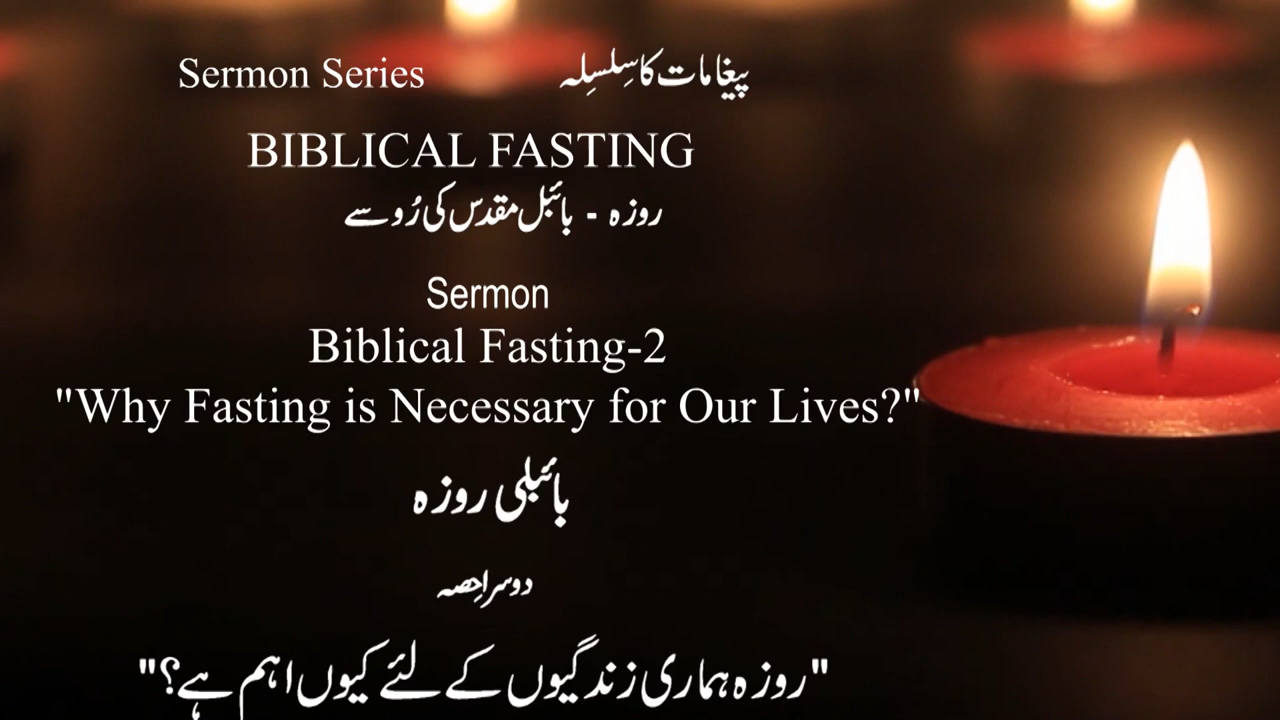 Sermon Series پیغامات کا سِلسِلہ
BIBLICAL FASTING
روزہ - بائبل مقدس کی رُو سے
Sermon
Biblical Fasting-2
"Why Fasting is Necessary for Our Lives?"
بائبلی روزہ
دوسرا حِصہ
"روزہ ہماری زندگیوں کے لئے کیوں اہم ہے؟"